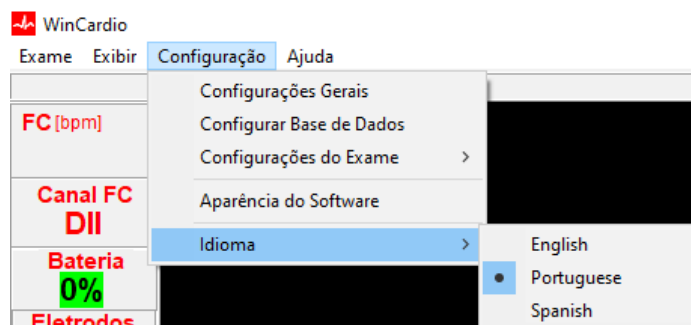 WinCardio
Exame Exibir Configuração Ajuda
Configurações Gerais
FC [bpm]
Configurar Base de Dados
Configurações do Exame
Canal FC
Aparência do Software
DII
Idioma
English
Bateria
Portuguese
0%
Spanish
Eletrodos